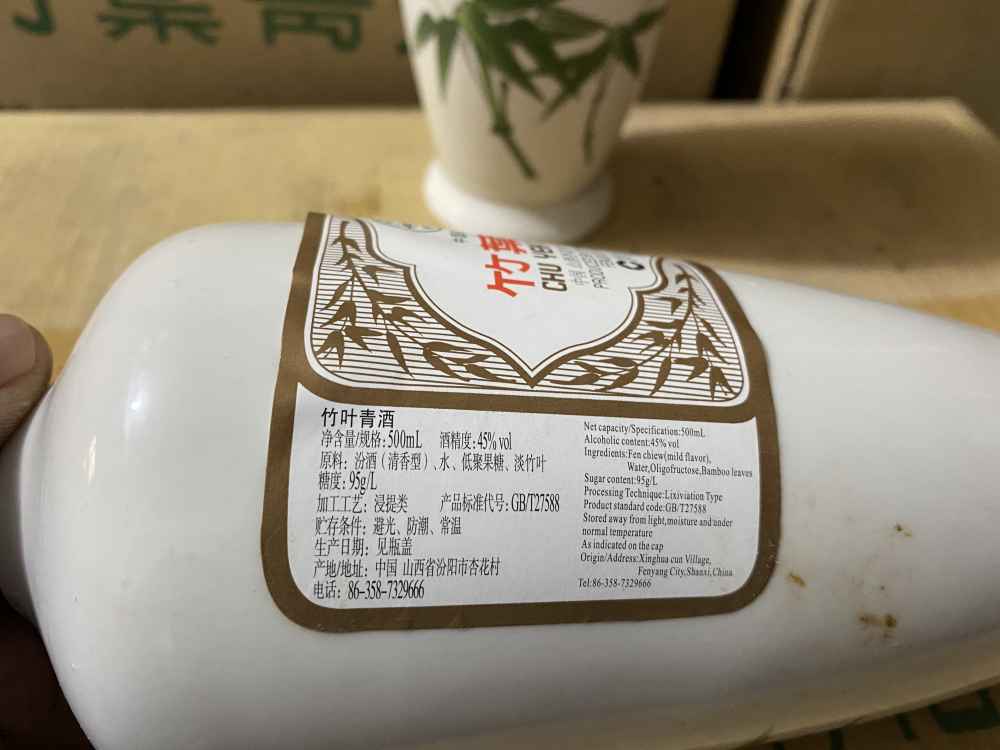 竹葉
CHU YEH
中国
PRODUCE
竹叶青酒
净含量/规格:500mL 酒精度:45% vol
原料: 汾酒（清香型）、水、低聚果糖、淡竹叶
糖度: 95g/L
加工工艺: 浸提类 产品标准代号: GB/T27588
贮存条件: 避光、防潮、常温
生产日期: 见瓶盖
产地/地址: 中国 山西省汾阳市杏花村
电话: 86-358-7329666
Net capacity/Specification:500mL
Alcoholic content:45% vol
Ingredients:Fen chiew(mild flavor),
Water,Oligofructose,Bamboo leaves
Sugar content:95g/L
Processing Technique:Lixiviation Type
Product standard code:GB/T27588
Stored away from light,moisture and under
normal temperature
As indicated on the cap
Origin/Address:Xinghua cun Village,
Fenyang City,Shanxi,China
Tel:86-358-7329666